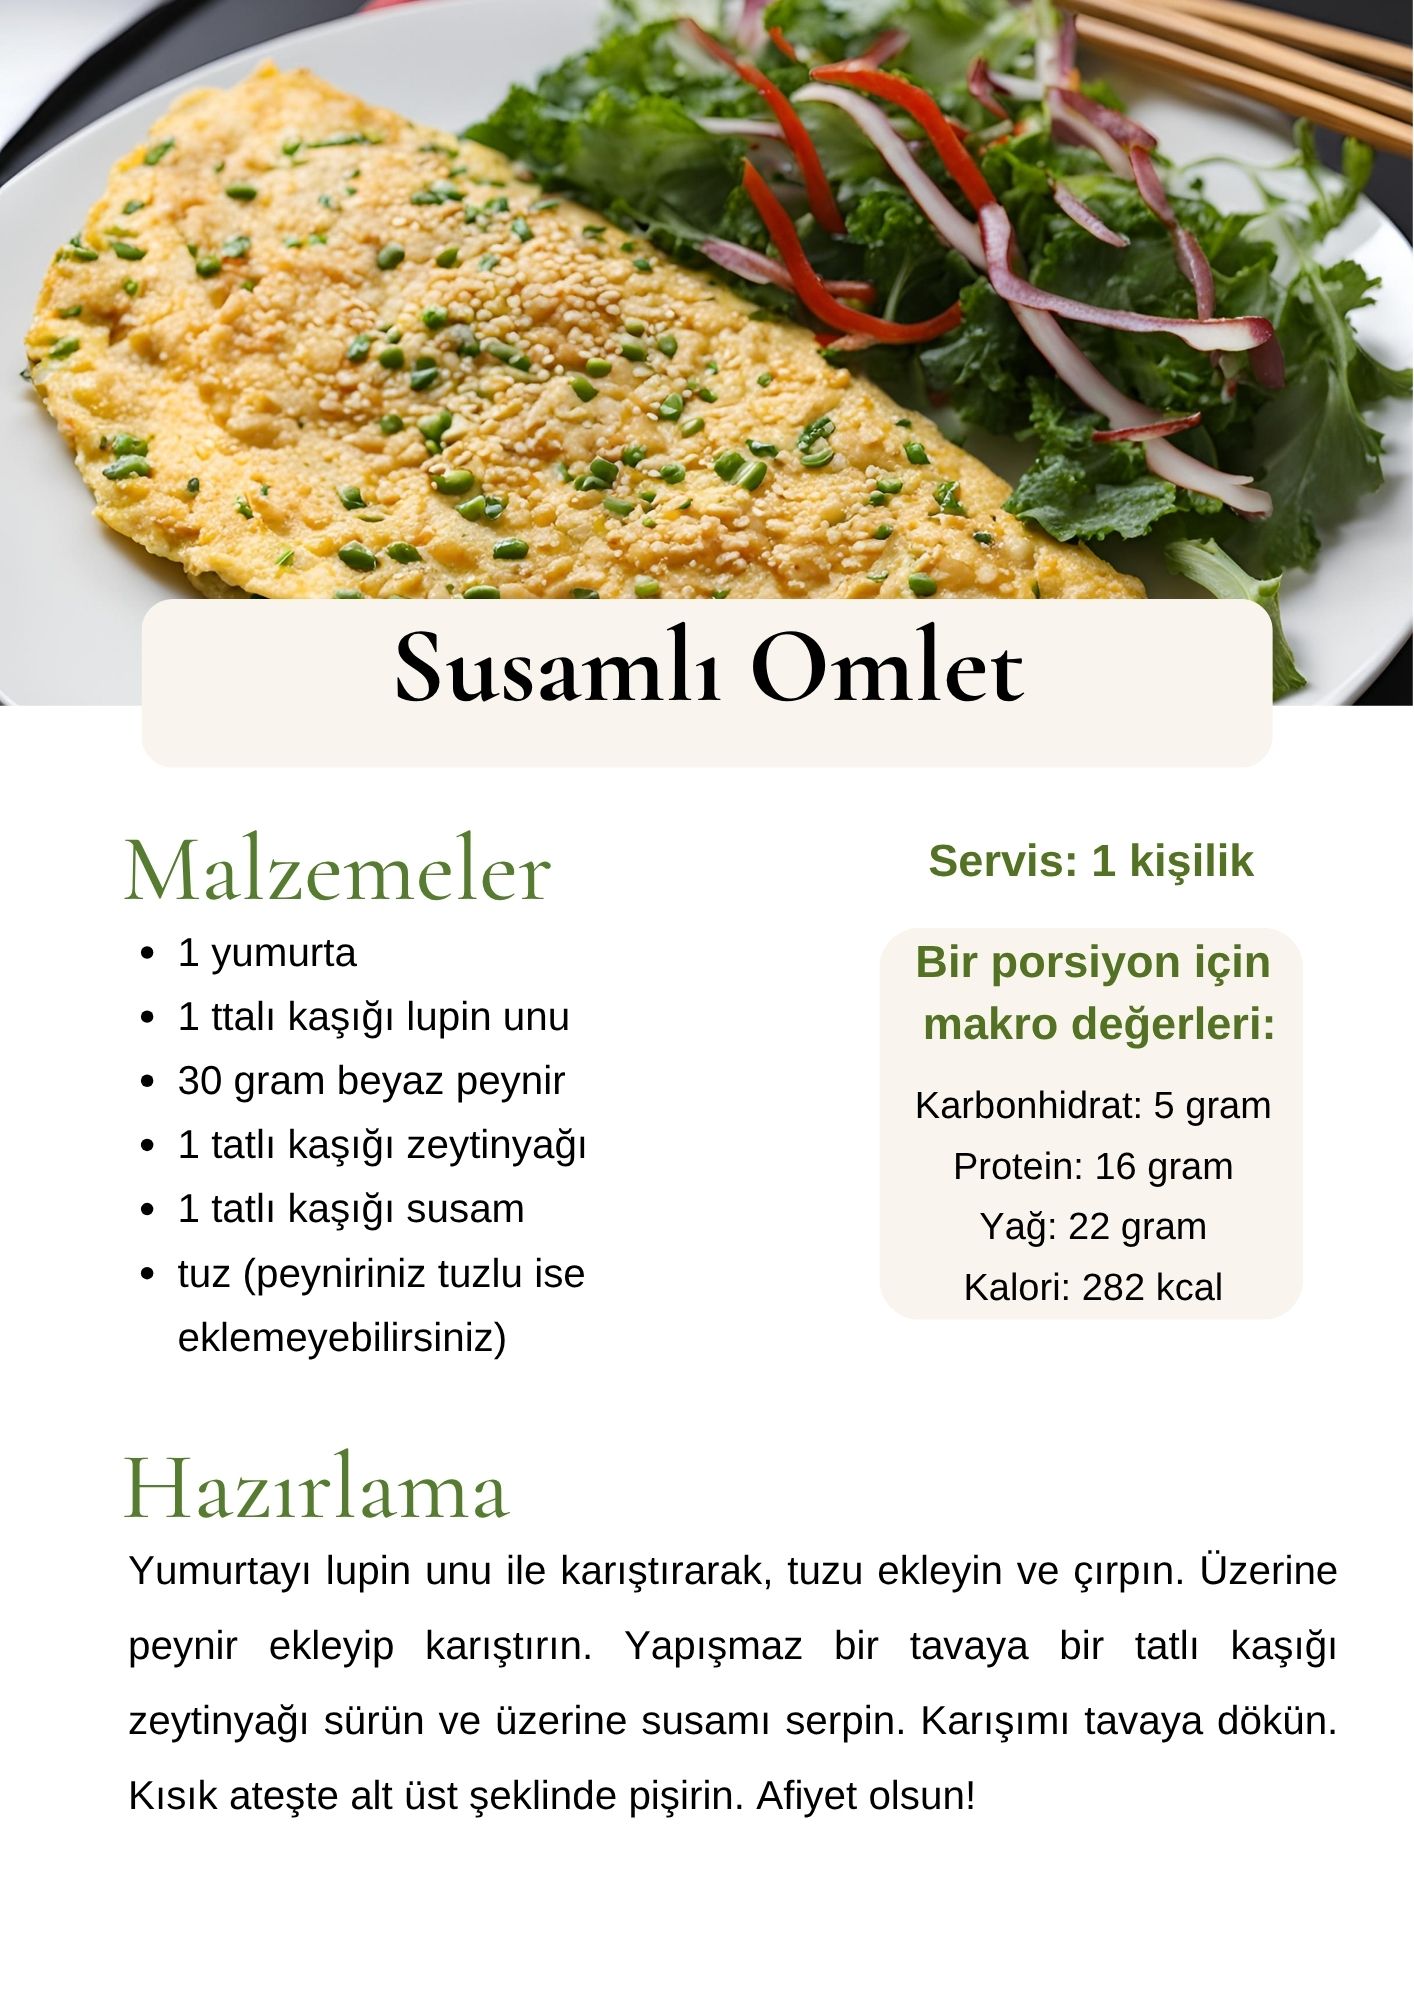 Susamlı Omlet
Malzemeler
1 yumurta
1 ttalı kaşığı lupin unu
30 gram beyaz peynir
1 tatlı kaşığı zeytinyağı
1 tatlı kaşığı susam
tuz (peyniriniz tuzlu ise
eklemeyebilirsiniz)
Servis: 1 kişilik
Bir porsiyon için
makro değerleri:
Karbonhidrat: 5 gram
Protein: 16 gram
Yağ: 22 gram
Kalori: 282 kcal
Hazırlama
Yumurtayı lupin unu ile karıştırarak, tuzu ekleyin ve çırpın. Üzerine
peynir ekleyip karıştırın. Yapışmaz bir tavaya bir tatlı kaşığı
zeytinyağı sürün ve üzerine susamı serpin. Karışımı tavaya dökün.
Kısık ateşte alt üst şeklinde pişirin. Afiyet olsun!